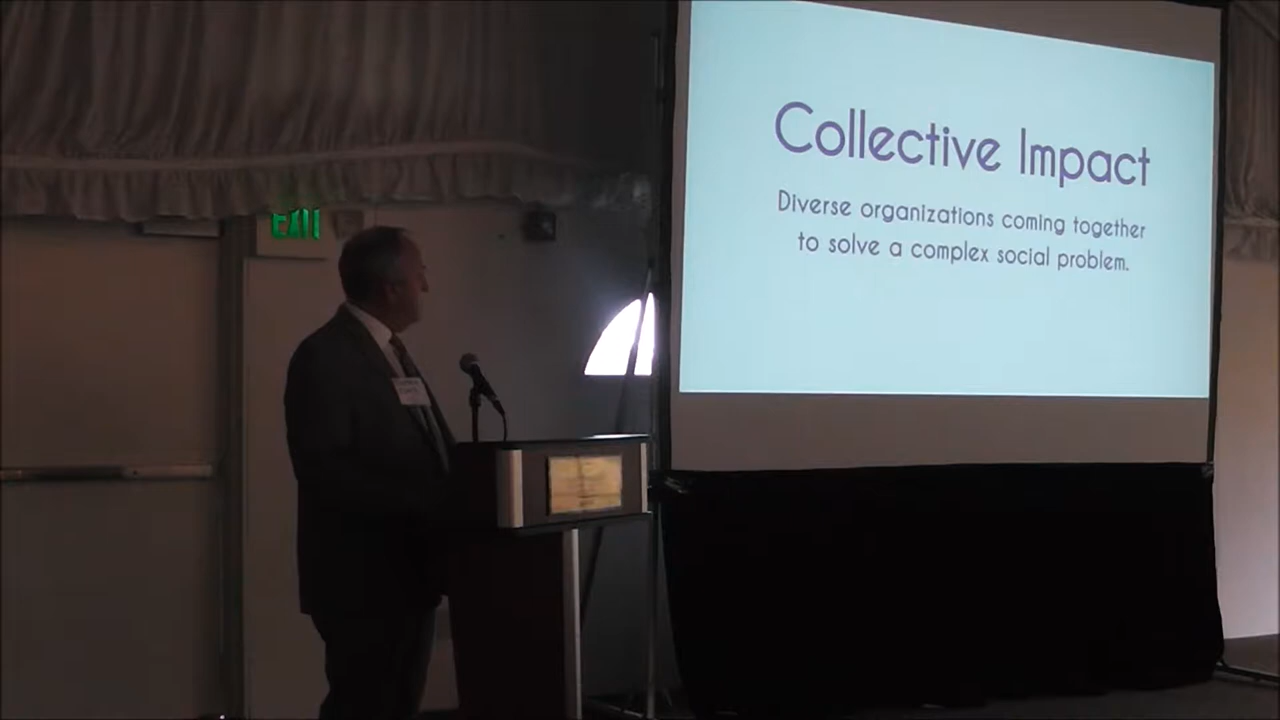 EXIT
Collective Impact
Diverse organizations coming together
to solve a complex social problem.